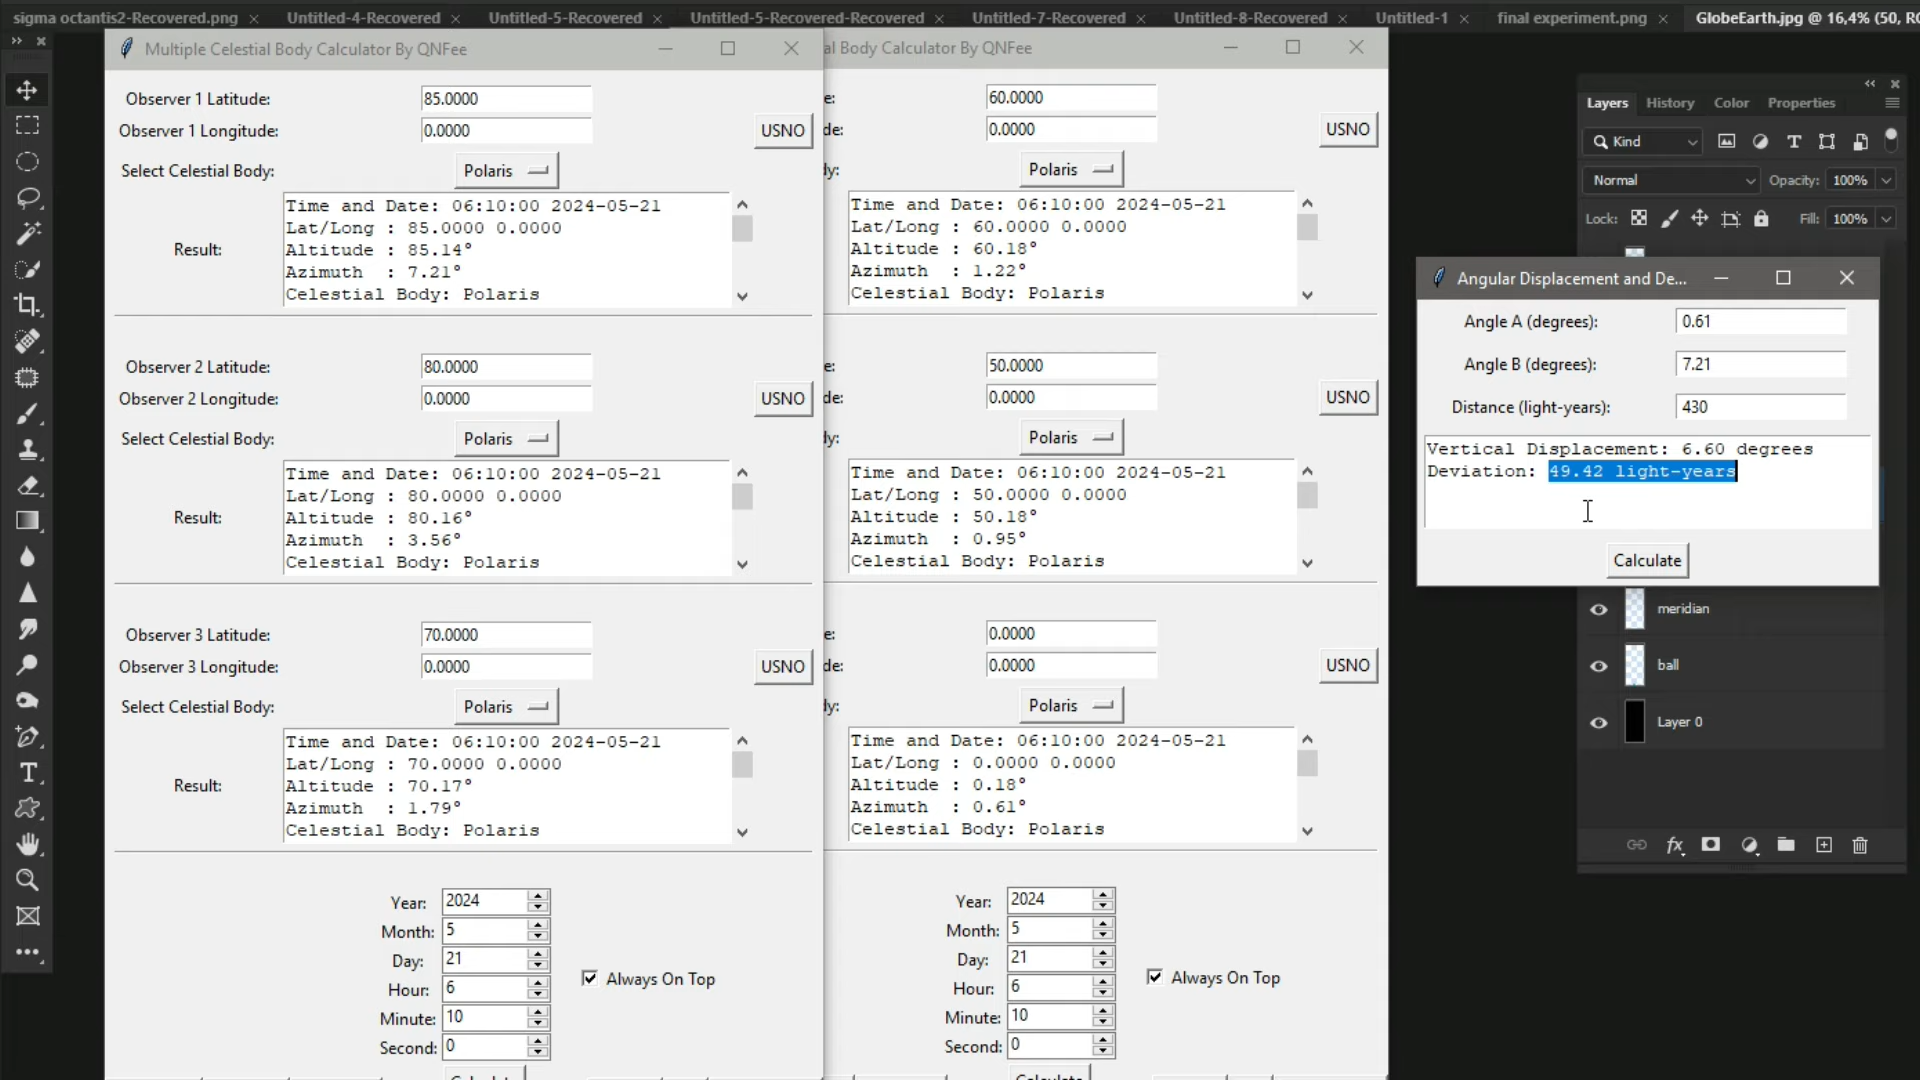 sigma octantis2-Recovered.png
Untitled-4-Recovered
Untitled-5-Recovered
Untitled-5-Recovered-Recovered
Untitled-7-Recovered
Untitled-8-Recovered
Untitled-1
final experiment.png
GlobeEarth.jpg @ 16,4% (50, RG
Multiple Celestial Body Calculator By QNFee
Observer 1 Latitude: 85.0000
Observer 1 Longitude: 0.0000
USNO
Select Celestial Body: Polaris
Result:
Time and Date: 06:10:00 2024-05-21
Lat/Long : 85.0000 0.0000
Altitude : 85.14°
Azimuth : 7.21°
Celestial Body: Polaris
Observer 2 Latitude: 80.0000
Observer 2 Longitude: 0.0000
USNO
Select Celestial Body: Polaris
Result:
Time and Date: 06:10:00 2024-05-21
Lat/Long : 80.0000 0.0000
Altitude : 80.16°
Azimuth : 3.56°
Celestial Body: Polaris
Observer 3 Latitude: 70.0000
Observer 3 Longitude: 0.0000
USNO
Select Celestial Body: Polaris
Result:
Time and Date: 06:10:00 2024-05-21
Lat/Long : 70.0000 0.0000
Altitude : 70.17°
Azimuth : 1.79°
Celestial Body: Polaris
Year: 2024
Month: 5
Day: 21
Hour: 6
Minute: 10
Second: 0
Always On Top
al Body Calculator By QNFee
e: 60.0000
de: 0.0000
USNO
dy: Polaris
Time and Date: 06:10:00 2024-05-21
Lat/Long : 60.0000 0.0000
Altitude : 60.18°
Azimuth : 1.22°
Celestial Body: Polaris
e: 50.0000
de: 0.0000
USNO
dy: Polaris
Time and Date: 06:10:00 2024-05-21
Lat/Long : 50.0000 0.0000
Altitude : 50.18°
Azimuth : 0.95°
Celestial Body: Polaris
e: 0.0000
de: 0.0000
USNO
dy: Polaris
Time and Date: 06:10:00 2024-05-21
Lat/Long : 0.0000 0.0000
Altitude : 0.18°
Azimuth : 0.61°
Celestial Body: Polaris
Year: 2024
Month: 5
Day: 21
Hour: 6
Minute: 10
Second: 0
Always On Top
Layers
History
Color
Properties
Kind
Normal
Opacity: 100%
Lock:
Fill: 100%
Angular Displacement and De...
Angle A (degrees): 0.61
Angle B (degrees): 7.21
Distance (light-years): 430
Vertical Displacement: 6.60 degrees
Deviation: 49.42 light-years
Calculate
meridian
ball
Layer 0
fx